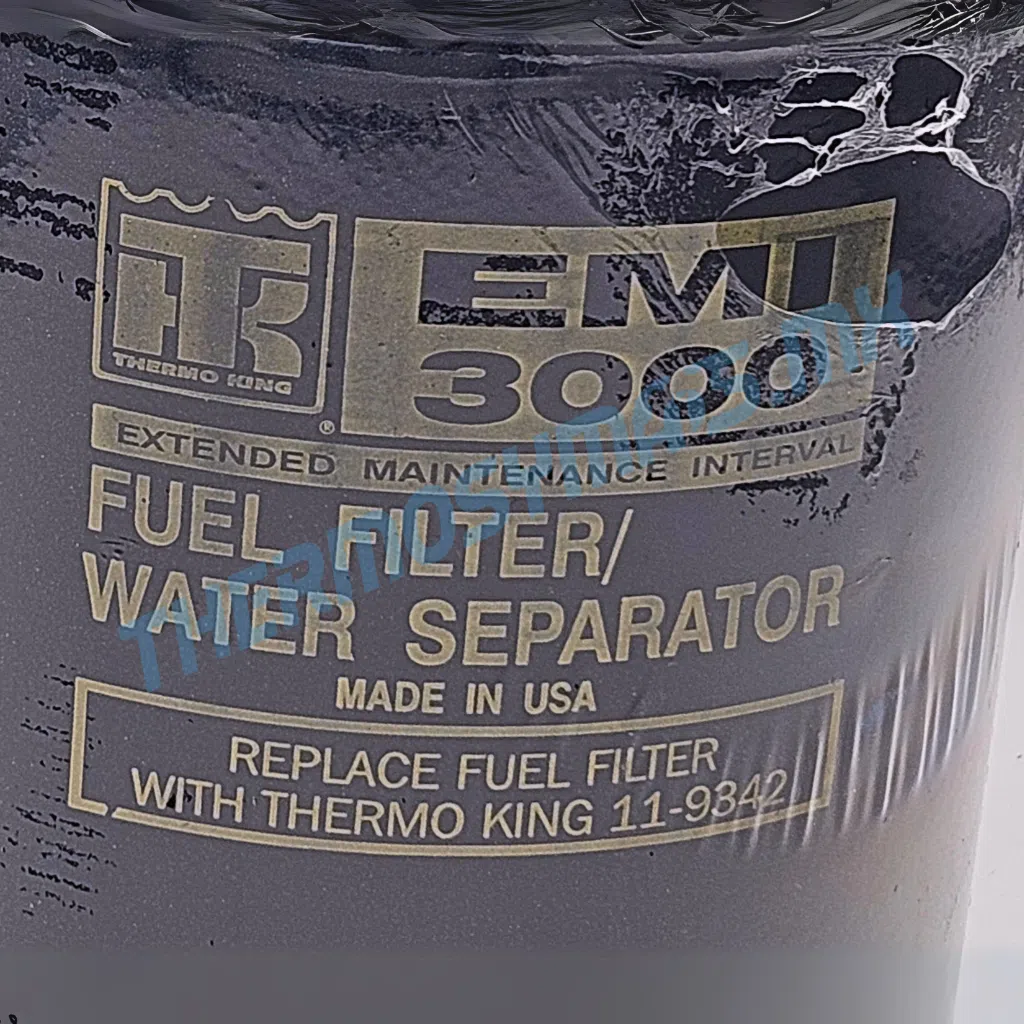 TK
THERMO KING
®
EMI
3000
EXTENDED MAINTENANCE INTERVAL
FUEL FILTER/
WATER SEPARATOR
MADE IN USA
REPLACE FUEL FILTER
WITH THERMO KING 11-9342